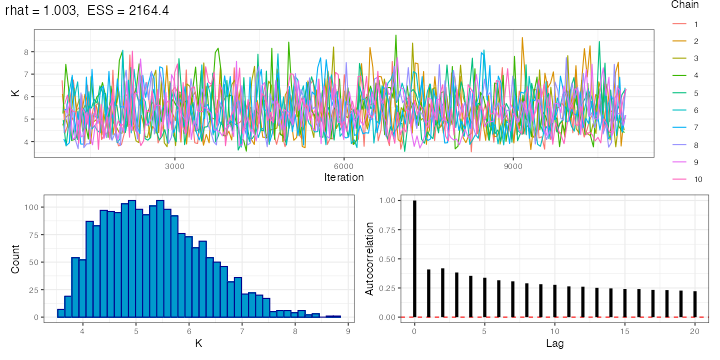 rhat = 1.003,  ESS = 2164.4
Chain
1
2
3
4
5
6
7
8
9
10
K
8
7
6
5
4
3000 6000 9000
Iteration
Count
100
75
50
25
0
4 5 6 7 8 9
K
Autocorrelation
1.00
0.75
0.50
0.25
0.00
0 5 10 15 20
Lag